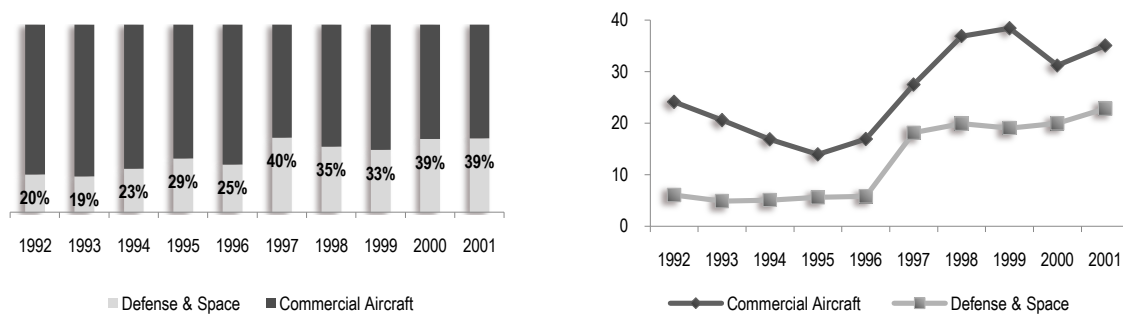 20% 19% 23% 29% 25% 40% 35% 33% 39% 39%
1992 1993 1994 1995 1996 1997 1998 1999 2000 2001
Defense & Space Commercial Aircraft
40
30
20
10
0
1992 1993 1994 1995 1996 1997 1998 1999 2000 2001
Commercial Aircraft Defense & Space